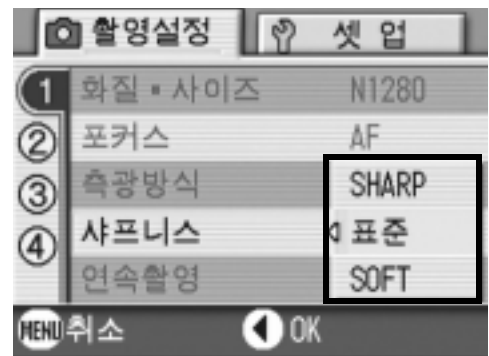 촬영설정 셋업
1 화질▪사이즈 N1280
2 포커스 AF
3 측광방식 SHARP
4 샤프니스 표준
연속촬영 SOFT
MENU 취소 OK